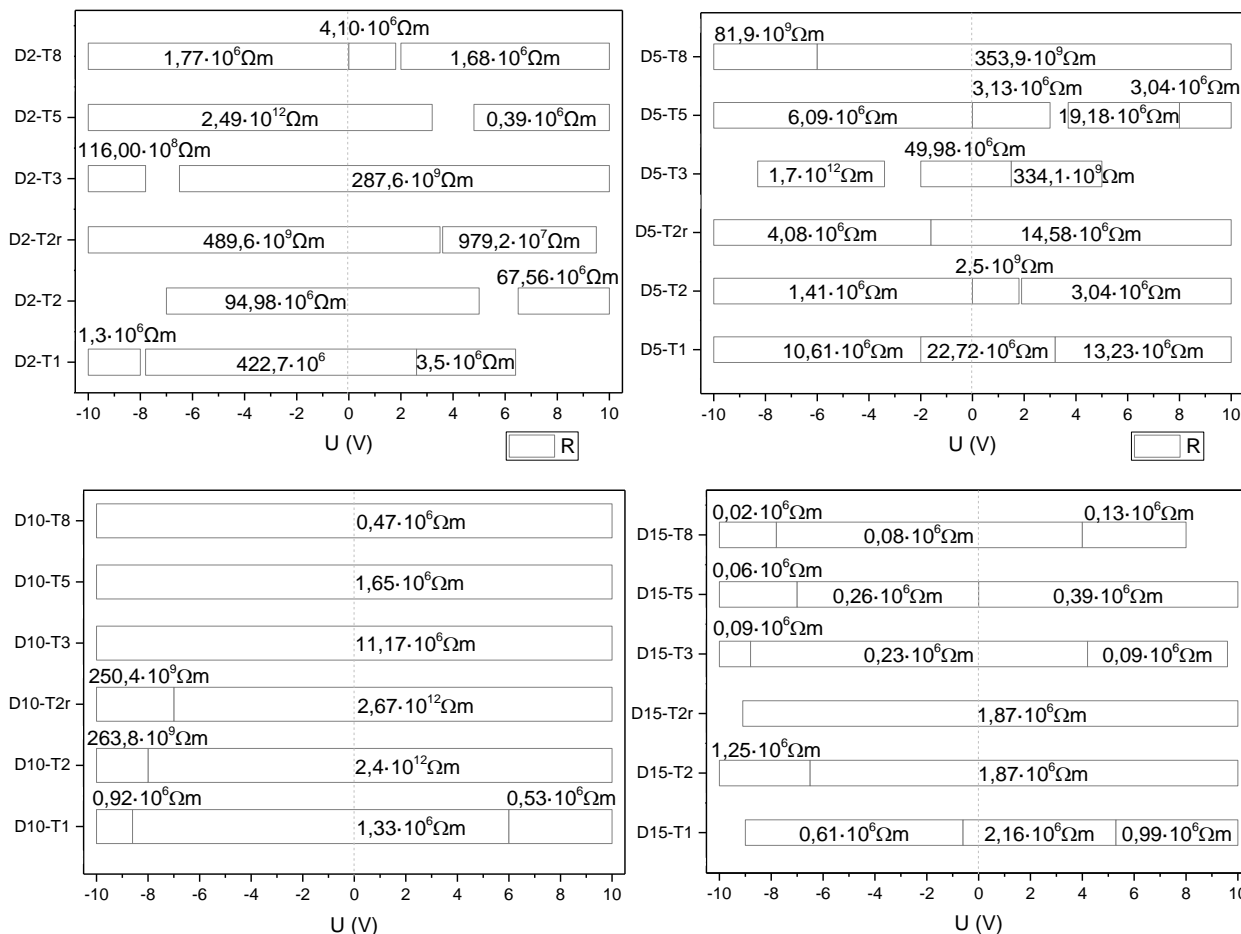 4,10·10⁶Ωm
D2-T8 1,77·10⁶Ωm 1,68·10⁶Ωm
D2-T5 2,49·10¹²Ωm 0,39·10⁶Ωm
116,00·10⁸Ωm
D2-T3 287,6·10⁹Ωm
D2-T2r 489,6·10⁹Ωm 979,2·10⁷Ωm
67,56·10⁶Ωm
D2-T2 94,98·10⁶Ωm
1,3·10⁶Ωm
D2-T1 422,7·10⁶ 3,5·10⁶Ωm
-10 -8 -6 -4 -2 0 2 4 6 8 10
U (V)
R
81,9·10⁹Ωm
D5-T8 353,9·10⁹Ωm
3,13·10⁶Ωm 3,04·10⁶Ωm
D5-T5 6,09·10⁶Ωm 19,18·10⁶Ωm
49,98·10⁶Ωm
D5-T3 1,7·10¹²Ωm 334,1·10⁹Ωm
D5-T2r 4,08·10⁶Ωm 14,58·10⁶Ωm
2,5·10⁹Ωm
D5-T2 1,41·10⁶Ωm 3,04·10⁶Ωm
D5-T1 10,61·10⁶Ωm 22,72·10⁶Ωm 13,23·10⁶Ωm
-10 -8 -6 -4 -2 0 2 4 6 8 10
U (V)
R
D10-T8 0,47·10⁶Ωm
D10-T5 1,65·10⁶Ωm
D10-T3 11,17·10⁶Ωm
250,4·10⁹Ωm
D10-T2r 2,67·10¹²Ωm
263,8·10⁹Ωm
D10-T2 2,4·10¹²Ωm
0,92·10⁶Ωm 0,53·10⁶Ωm
D10-T1 1,33·10⁶Ωm
-10 -8 -6 -4 -2 0 2 4 6 8 10
U (V)
0,02·10⁶Ωm 0,13·10⁶Ωm
D15-T8 0,08·10⁶Ωm
0,06·10⁶Ωm
D15-T5 0,26·10⁶Ωm 0,39·10⁶Ωm
0,09·10⁶Ωm
D15-T3 0,23·10⁶Ωm 0,09·10⁶Ωm
D15-T2r 1,87·10⁶Ωm
1,25·10⁶Ωm
D15-T2 1,87·10⁶Ωm
D15-T1 0,61·10⁶Ωm 2,16·10⁶Ωm 0,99·10⁶Ωm
-10 -8 -6 -4 -2 0 2 4 6 8 10
U (V)